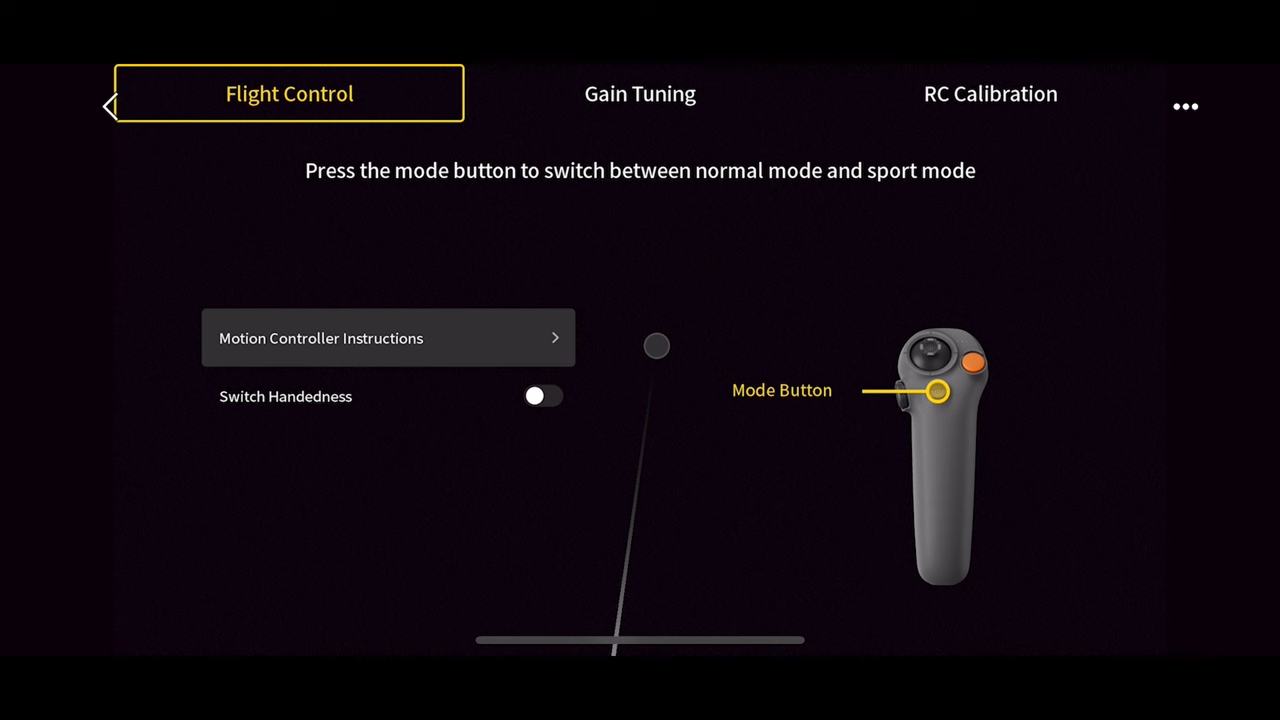 Flight Control
Gain Tuning
RC Calibration
Press the mode button to switch between normal mode and sport mode
Motion Controller Instructions
Switch Handedness
Mode Button